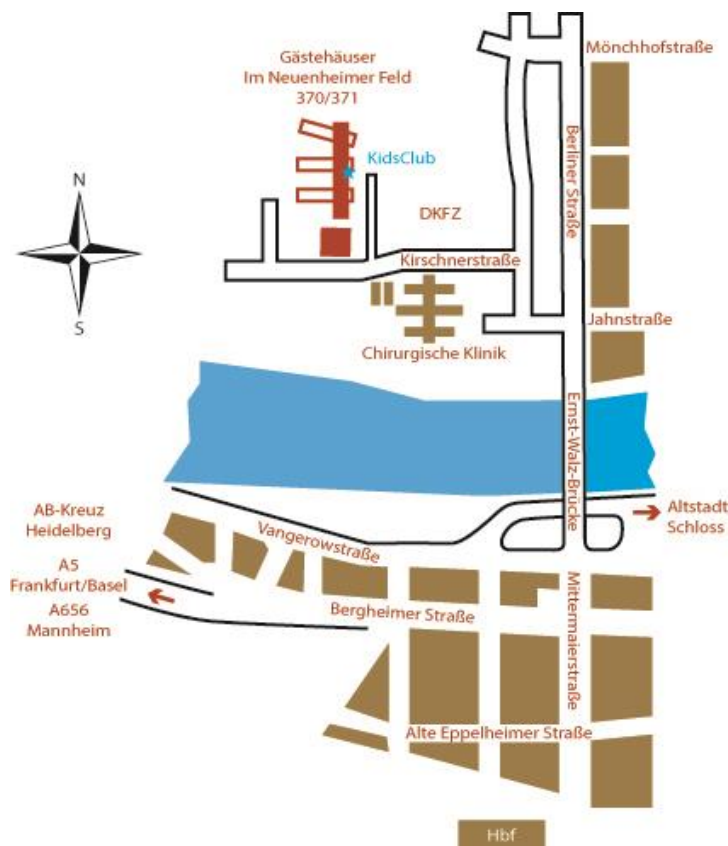 Gästehäuser
Im Neuenheimer Feld
370/371
Mönchhofstraße
KidsClub
Berliner Straße
N
S
DKFZ
Kirschnerstraße
Jahnstraße
Chirurgische Klinik
Ernst-Walz-Brücke
AB-Kreuz
Heidelberg
Altstadt
Schloss
Vangerowstraße
A5
Frankfurt/Basel
A656
Mannheim
Bergheimer Straße
Mittermaierstraße
Alte Eppelheimer Straße
Hbf